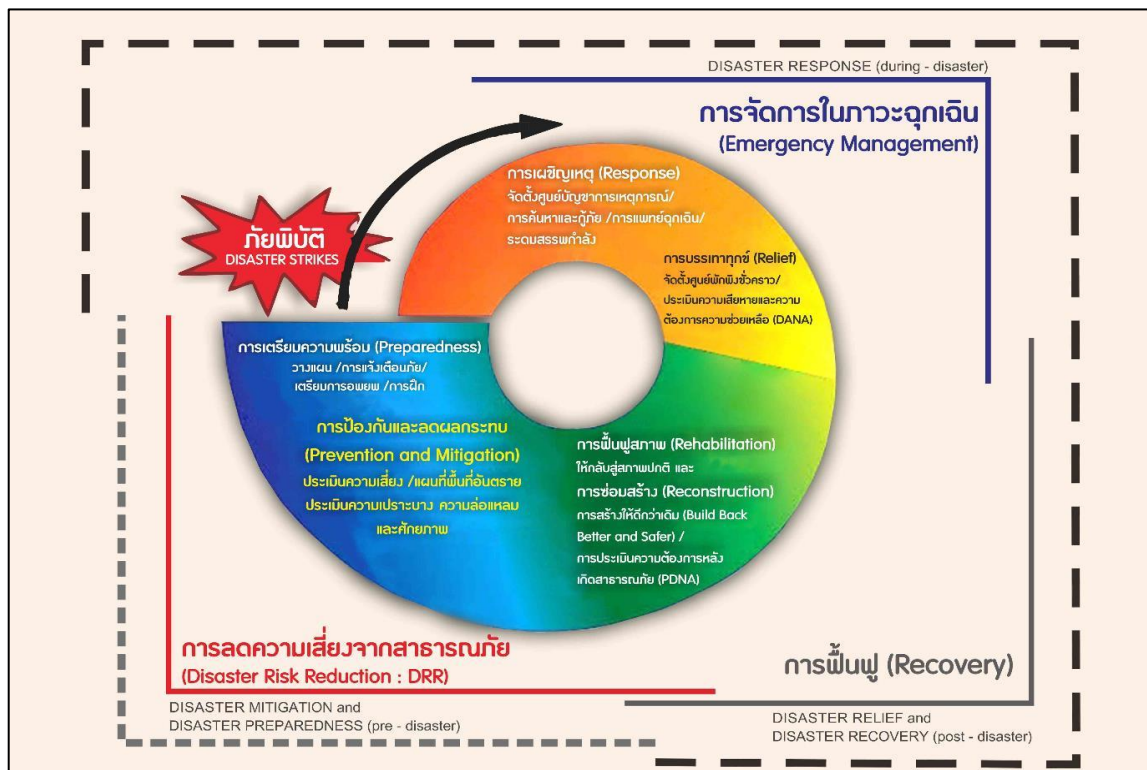 DISASTER RESPONSE (during - disaster)
การจัดการในภาวะฉุกเฉิน
(Emergency Management)
ภัยพิบัติ
DISASTER STRIKES
การเผชิญเหตุ (Response)
จัดตั้งศูนย์บัญชาการเหตุการณ์/
การค้นหาและกู้ภัย /การแพทย์ฉุกเฉิน/
ระดมสรรพกำลัง
การบรรเทาทุกข์ (Relief)
จัดตั้งศูนย์พักพิงชั่วคราว/
ประเมินความเสียหายและความ
ต้องการความช่วยเหลือ (DANA)
การเตรียมความพร้อม (Preparedness)
วางแผน /การแจ้งเตือนภัย/
เตรียมการอพยพ /การฝึก
การป้องกันและลดผลกระทบ
(Prevention and Mitigation)
ประเมินความเสี่ยง /แผนที่พื้นที่อันตราย
ประเมินความเปราะบาง ความล่อแหลม
และศักยภาพ
การฟื้นฟูสภาพ (Rehabilitation)
ให้กลับสู่สภาพปกติ และ
การซ่อมสร้าง (Reconstruction)
การสร้างให้ดีกว่าเดิม (Build Back
Better and Safer) /
การประเมินความต้องการหลัง
เกิดสาธารณภัย (PDNA)
การลดความเสี่ยงจากสาธารณภัย
(Disaster Risk Reduction : DRR)
DISASTER MITIGATION and
DISASTER PREPAREDNESS (pre - disaster)
การฟื้นฟู (Recovery)
DISASTER RELIEF and
DISASTER RECOVERY (post - disaster)